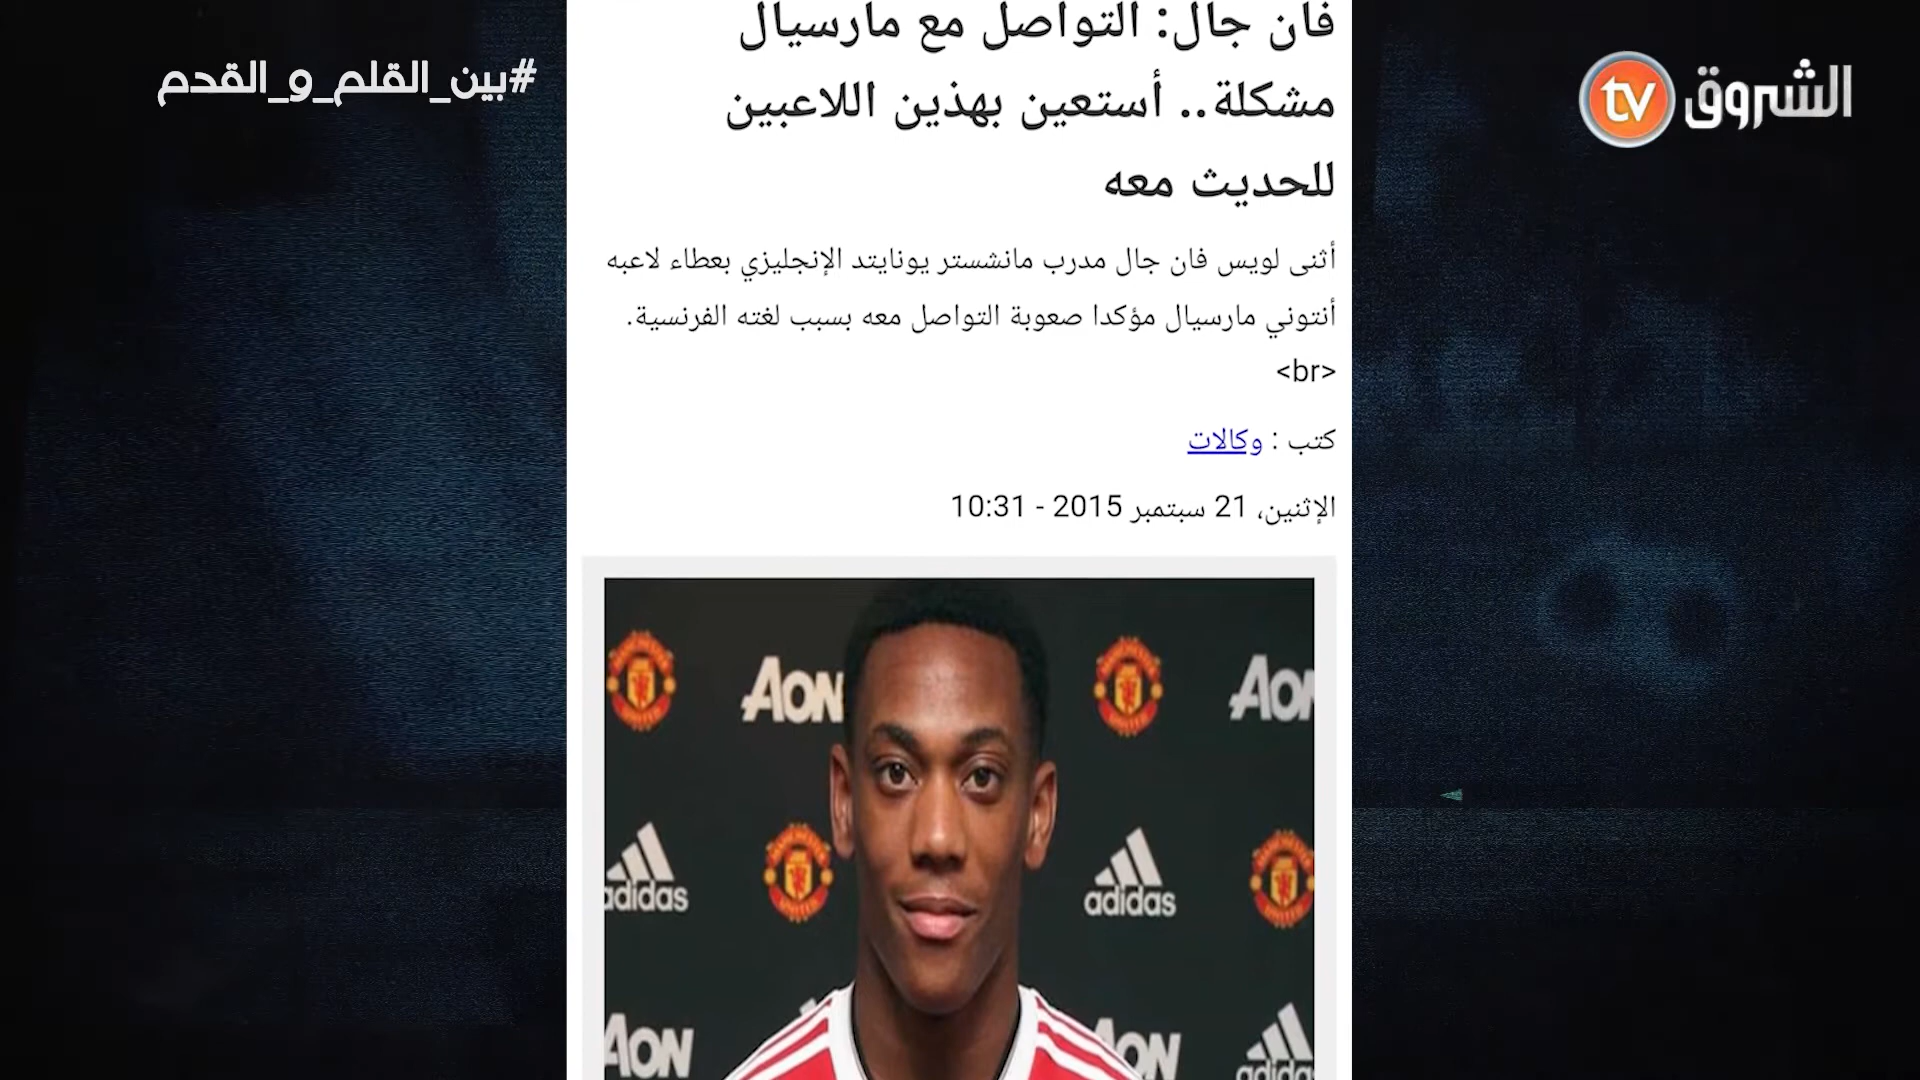 #بين_القلم_و_القدم
الشروق tv
فان جال: التواصل مع مارسيال
مشكلة.. أستعين بهذين اللاعبين
للحديث معه
أثنى لويس فان جال مدرب مانشستر يونايتد الإنجليزي بعطاء لاعبه
أنتوني مارسيال مؤكدا صعوبة التواصل معه بسبب لغته الفرنسية.
<br>
كتب : وكالات
الإثنين، 21 سبتمبر 2015 - 10:31
AON
AON
adidas
adidas
AON
AON
adidas